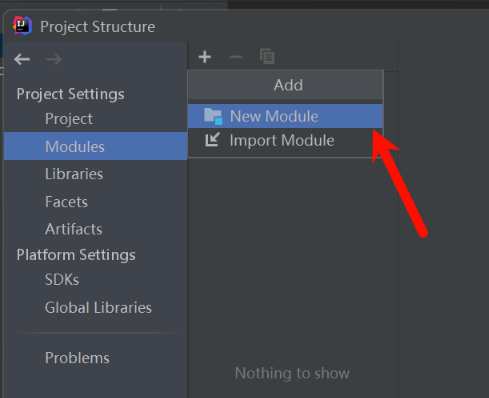 Project Structure
Project Settings
Project
Modules
Libraries
Facets
Artifacts
Platform Settings
SDKs
Global Libraries
Problems
Add
New Module
Import Module
Nothing to show